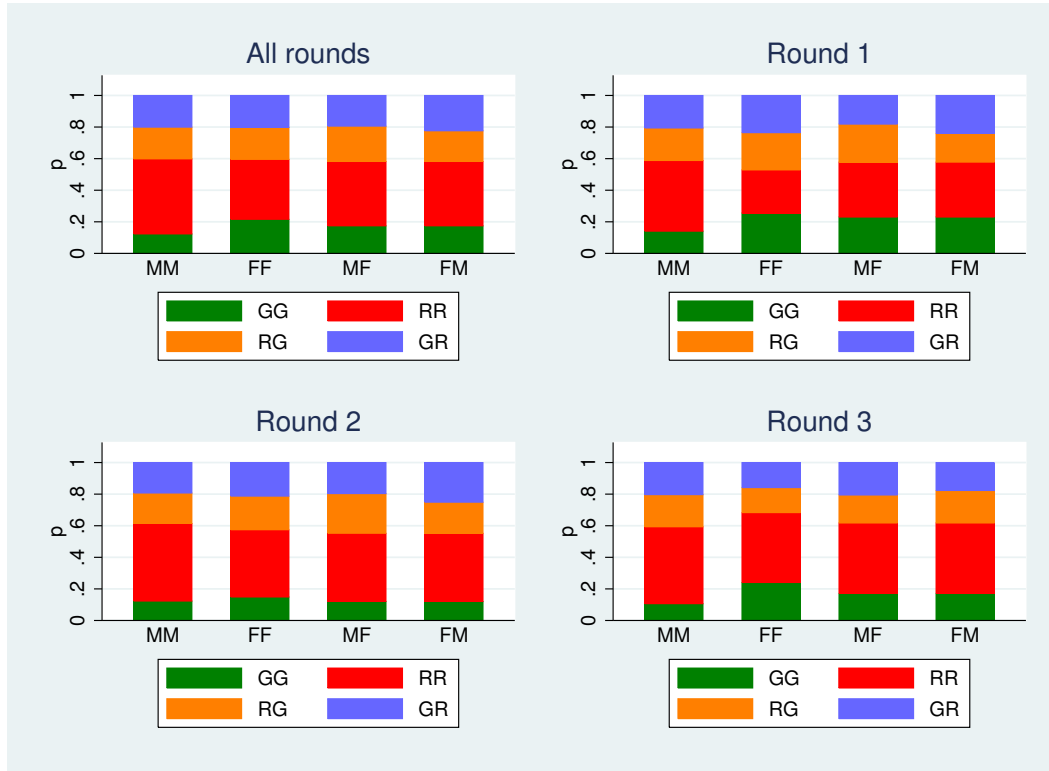 All rounds
p
0 .2 .4 .6 .8 1
MM FF MF FM
GG RR
RG GR
Round 1
p
0 .2 .4 .6 .8 1
MM FF MF FM
GG RR
RG GR
Round 2
p
0 .2 .4 .6 .8 1
MM FF MF FM
GG RR
RG GR
Round 3
p
0 .2 .4 .6 .8 1
MM FF MF FM
GG RR
RG GR